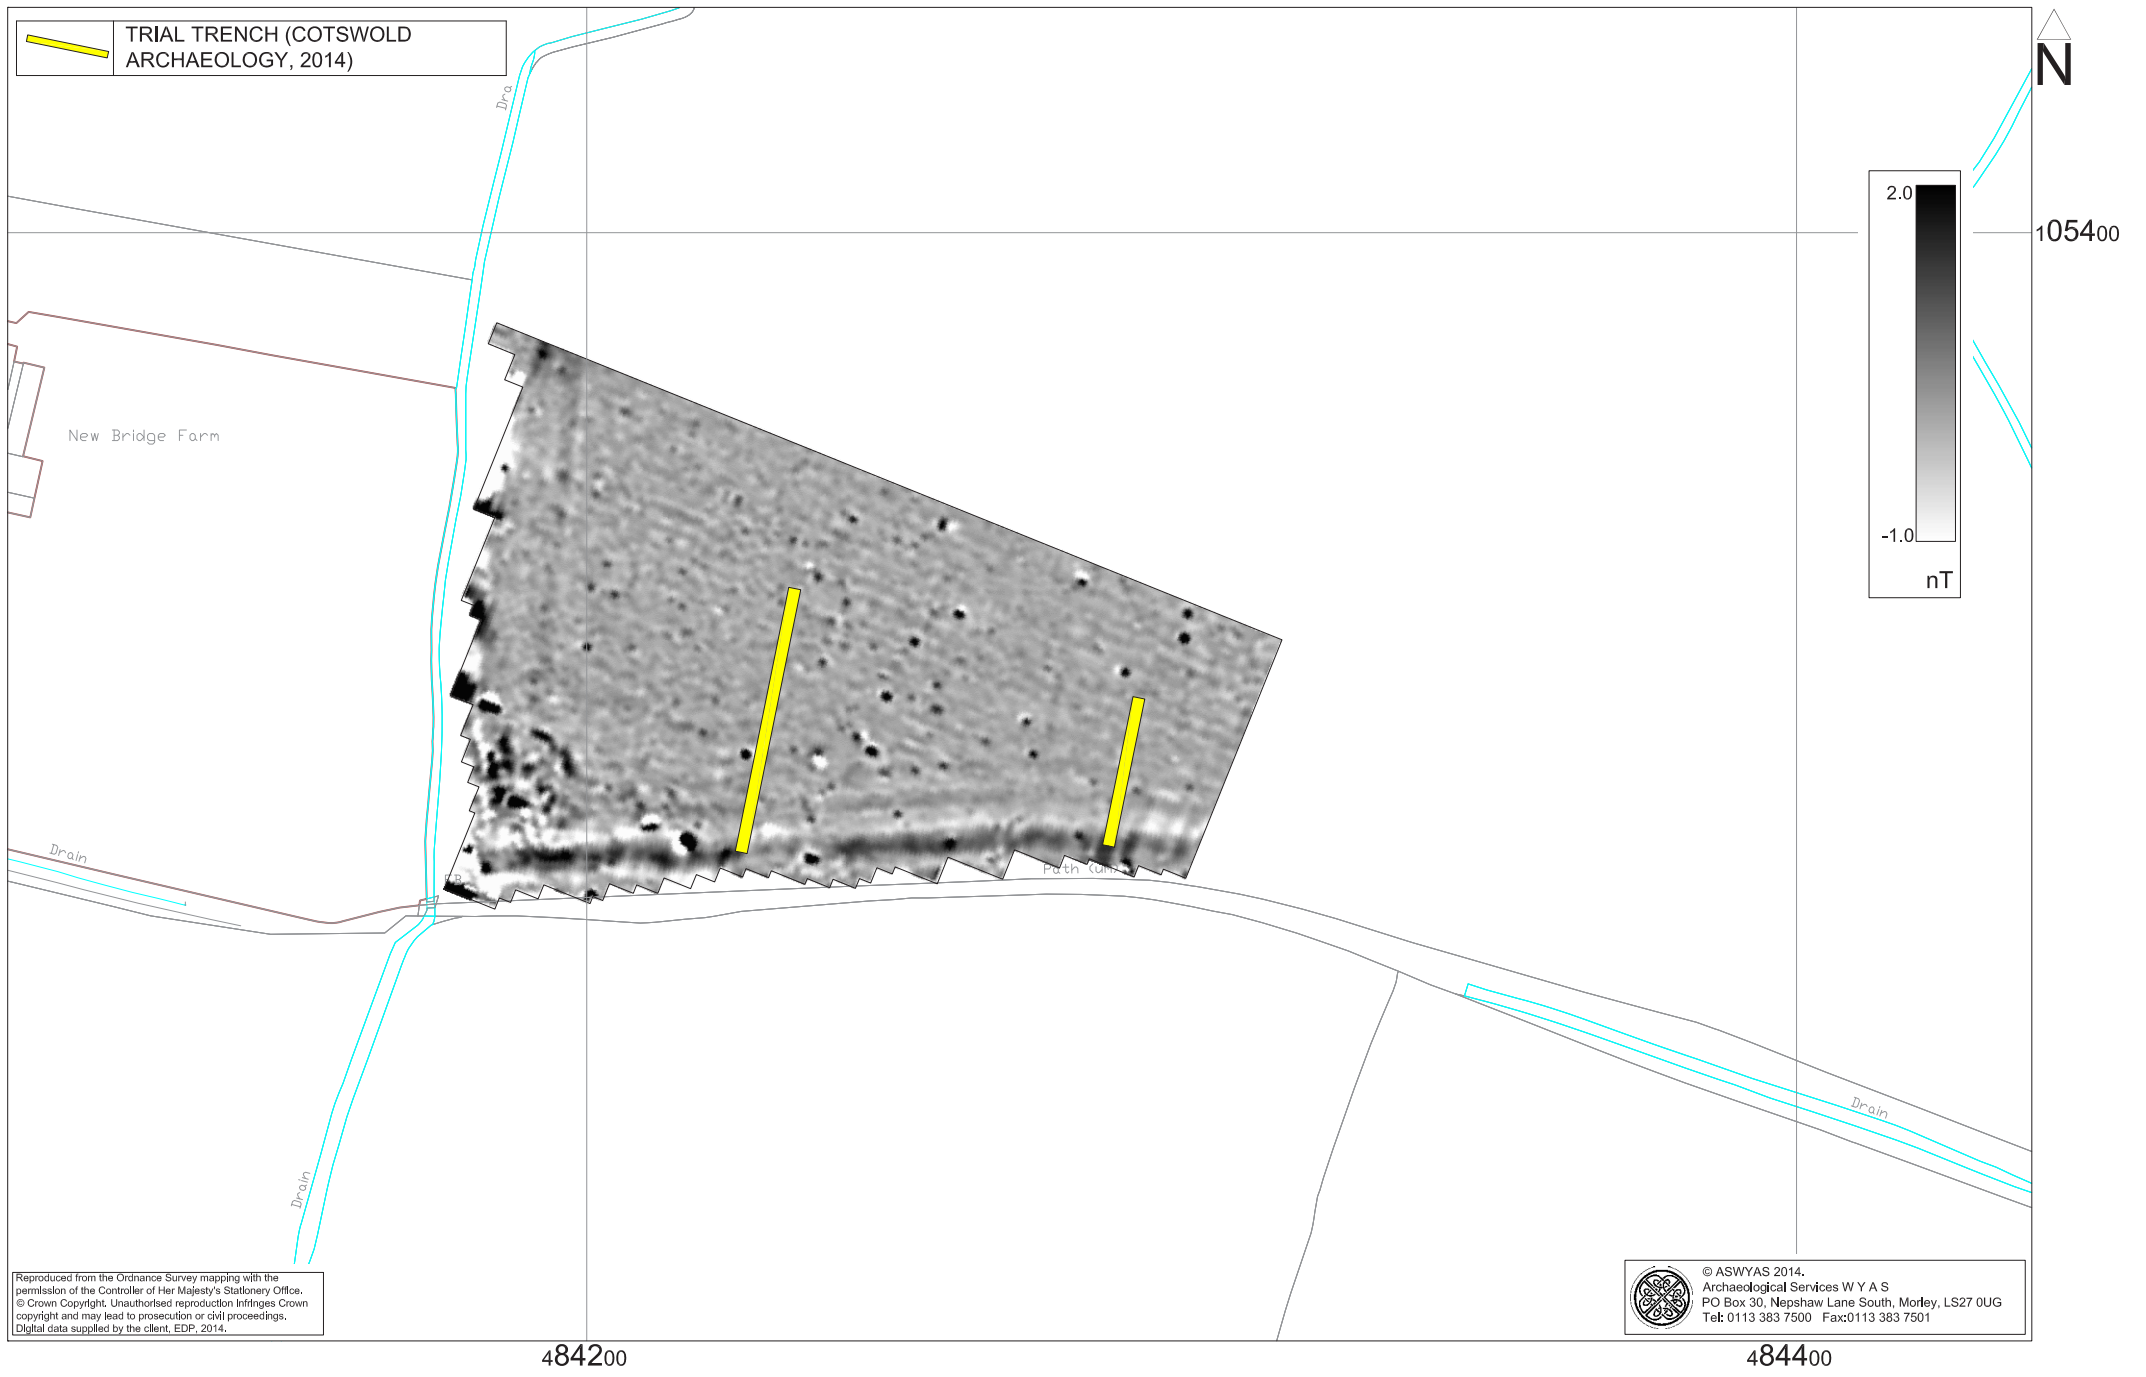 TRIAL TRENCH (COTSWOLD
ARCHAEOLOGY, 2014)
N
Dra
2.0
105400
-1.0
nT
New Bridge Farm
Drain
FB
Path (um)
Drain
Drain
Reproduced from the Ordnance Survey mapping with the
permission of the Controller of Her Majesty's Stationery Office.
© Crown Copyright. Unauthorised reproduction infringes Crown
copyright and may lead to prosecution or civil proceedings.
Digital data supplied by the client, EDP, 2014.
© ASWYAS 2014.
Archaeological Services W Y A S
PO Box 30, Nepshaw Lane South, Morley, LS27 0UG
Tel: 0113 383 7500 Fax:0113 383 7501
484200
484400